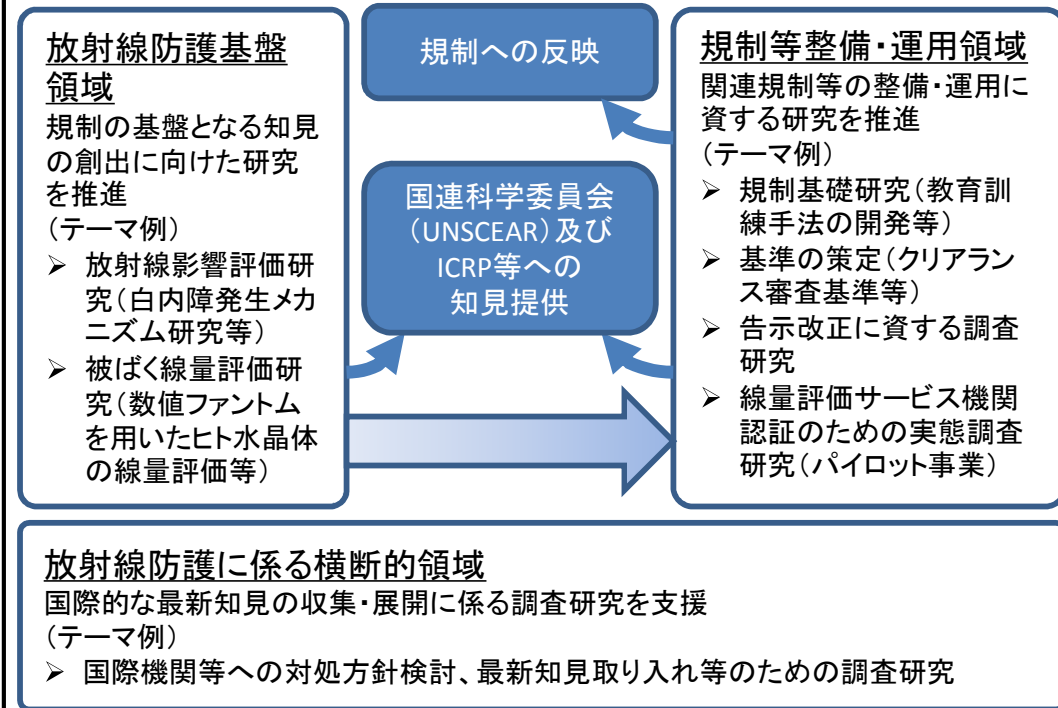 放射線防護基盤
領域
規制の基盤となる知見
の創出に向けた研究
を推進
(テーマ例)
➢ 放射線影響評価研
究(白内障発生メカ
ニズム研究等)
➢ 被ばく線量評価研
究(数値ファントム
を用いたヒト水晶体
の線量評価等)
規制への反映
国連科学委員会
(UNSCEAR)及び
ICRP等への
知見提供
規制等整備・運用領域
関連規制等の整備・運用に
資する研究を推進
(テーマ例)
➢ 規制基礎研究(教育訓
練手法の開発等)
➢ 基準の策定(クリアラン
ス審査基準等)
➢ 告示改正に資する調査
研究
➢ 線量評価サービス機関
認証のための実態調査
研究(パイロット事業)
放射線防護に係る横断的領域
国際的な最新知見の収集・展開に係る調査研究を支援
(テーマ例)
➢ 国際機関等への対処方針検討、最新知見取り入れ等のための調査研究